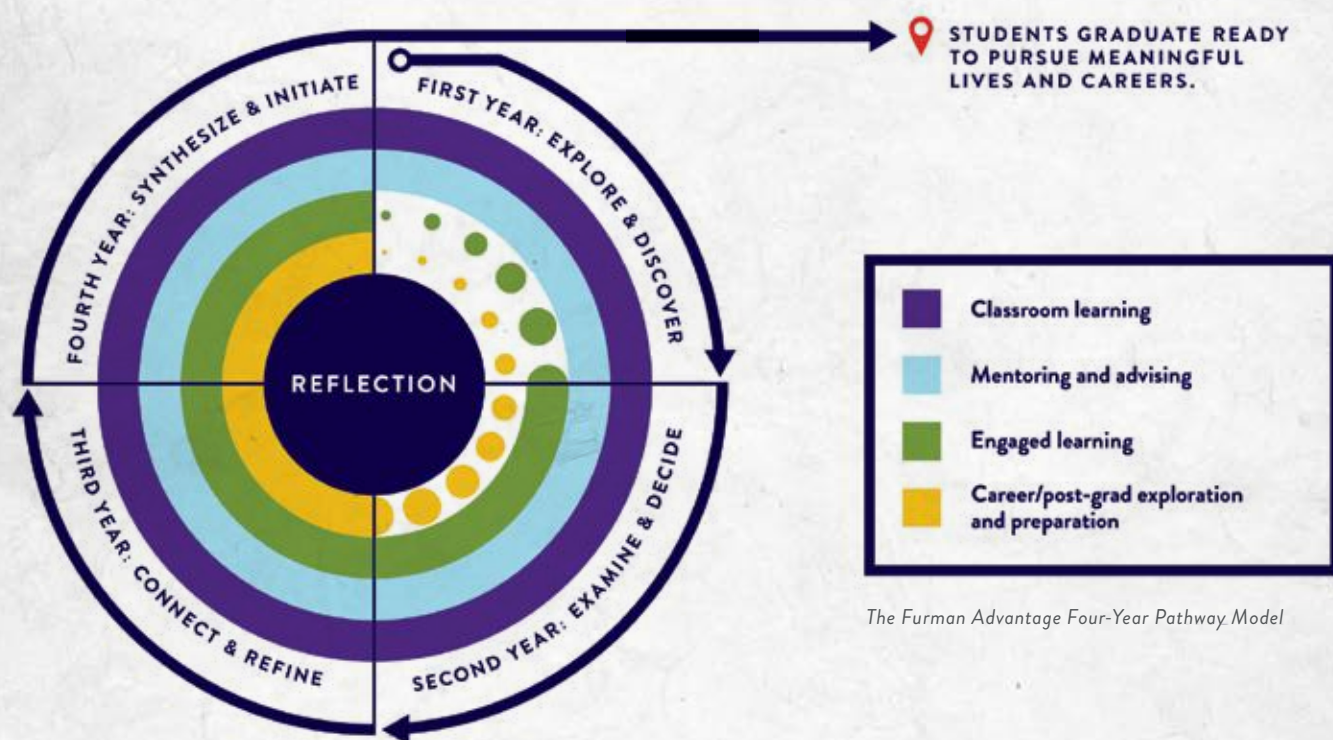 STUDENTS GRADUATE READY
TO PURSUE MEANINGFUL
LIVES AND CAREERS.
FIRST YEAR: EXPLORE & DISCOVER
SECOND YEAR: EXAMINE & DECIDE
THIRD YEAR: CONNECT & REFINE
FOURTH YEAR: SYNTHESIZE & INITIATE
REFLECTION
Classroom learning
Mentoring and advising
Engaged learning
Career/post-grad exploration
and preparation
The Furman Advantage Four-Year Pathway Model